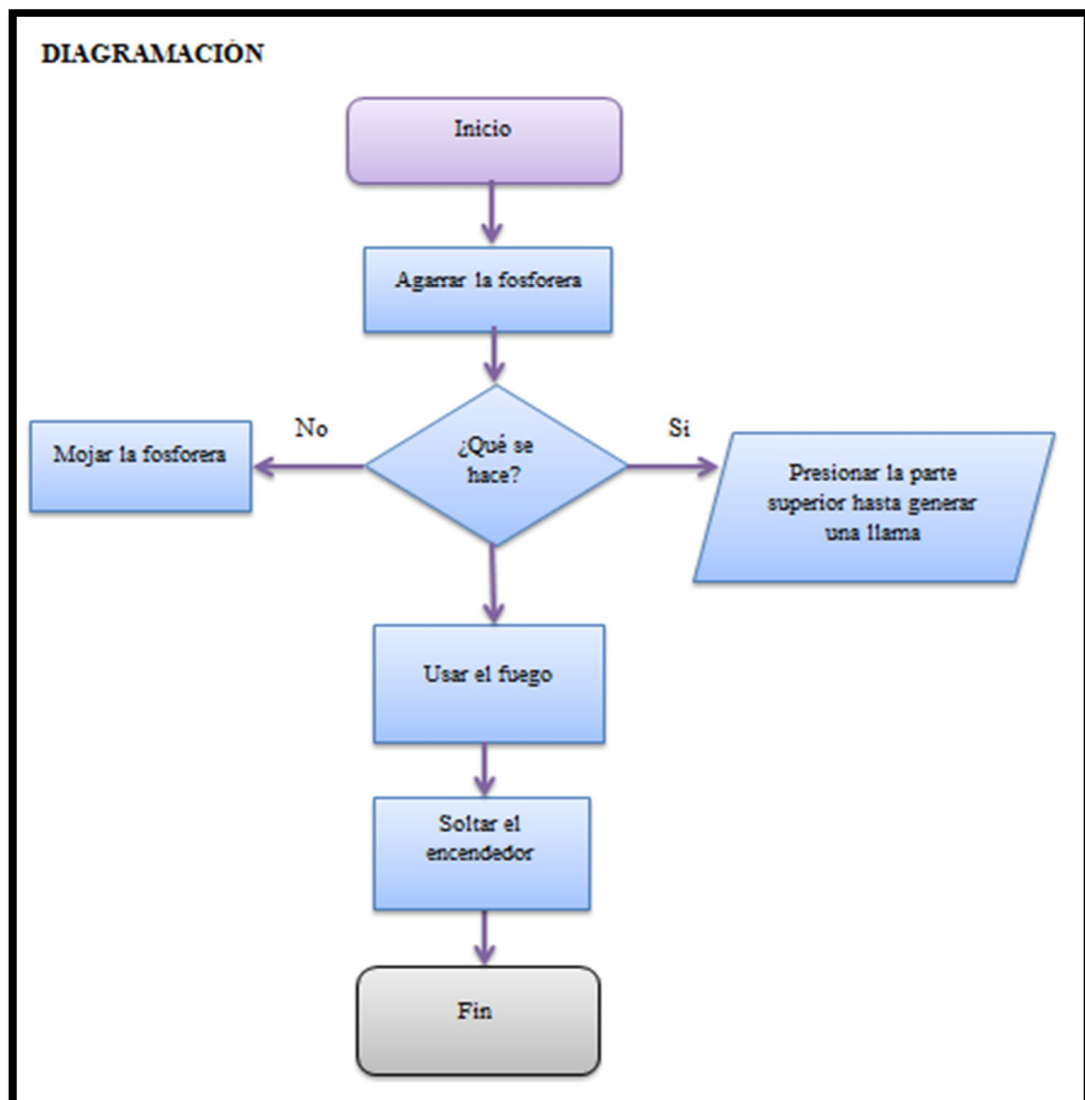 DIAGRAMACIÓN
Inicio
Agarrar la fosforera
¿Qué se
hace?
No
Si
Mojar la fosforera
Presionar la parte
superior hasta generar
una llama
Usar el fuego
Soltar el
encendedor
Fin